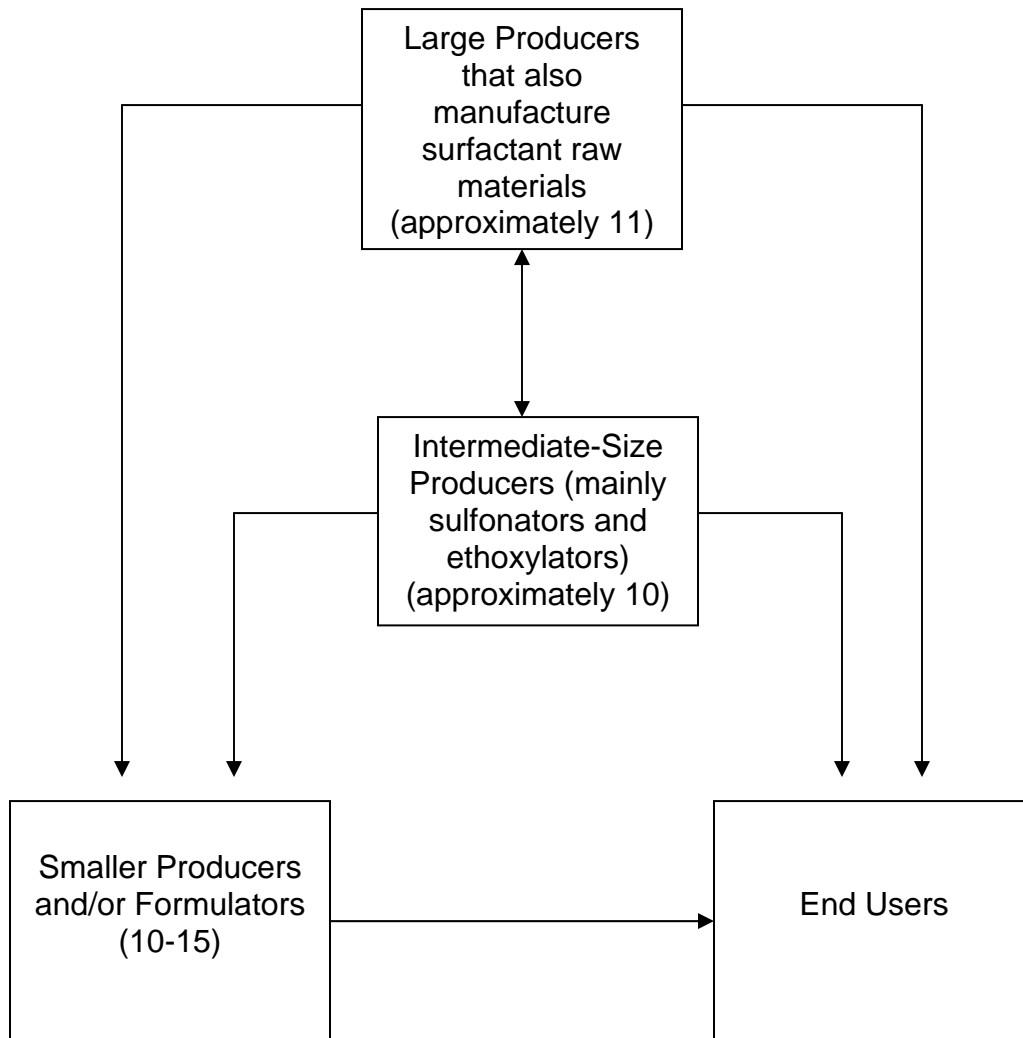 Large Producers
that also
manufacture
surfactant raw
materials
(approximately 11)
Intermediate-Size
Producers (mainly
sulfonators and
ethoxylators)
(approximately 10)
Smaller Producers
and/or Formulators
(10-15)
End Users